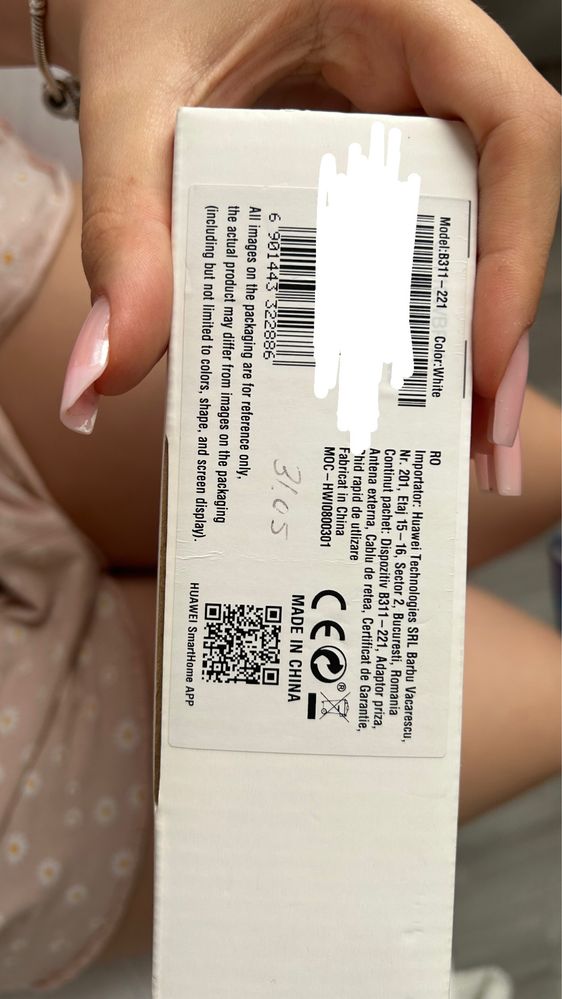 Model:B311-221 Color:White
6 901443 322886
All images on the packaging are for reference only,
the actual product may differ from images on the packaging
(including but not limited to colors, shape, and screen display).
RO
Importator: Huawei Technologies SRL Barbu Vacarescu,
Nr. 201, Etaj 15-16, Sector 2, Bucuresti, Romania
Continut pachet: Dispozitiv B311-221, Adaptor priza,
Antena externa, Cablu de retea, Certificat de Garantie,
hid rapid de utlizare
Fabricat in China
MOC-HWI0800301
31.05
CE
MADE IN CHINA
HUAWEI SmartHome APP